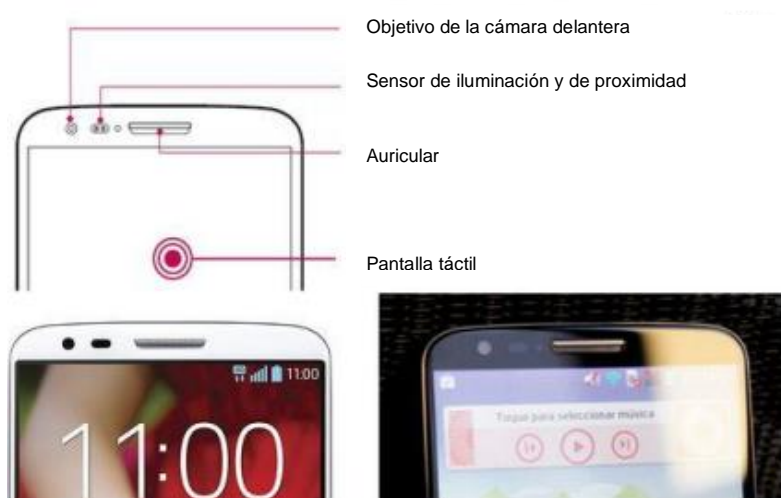 Objetivo de la cámara delantera
Sensor de iluminación y de proximidad
Auricular
Pantalla táctil
11:00
11:00
Toque para seleccionar música